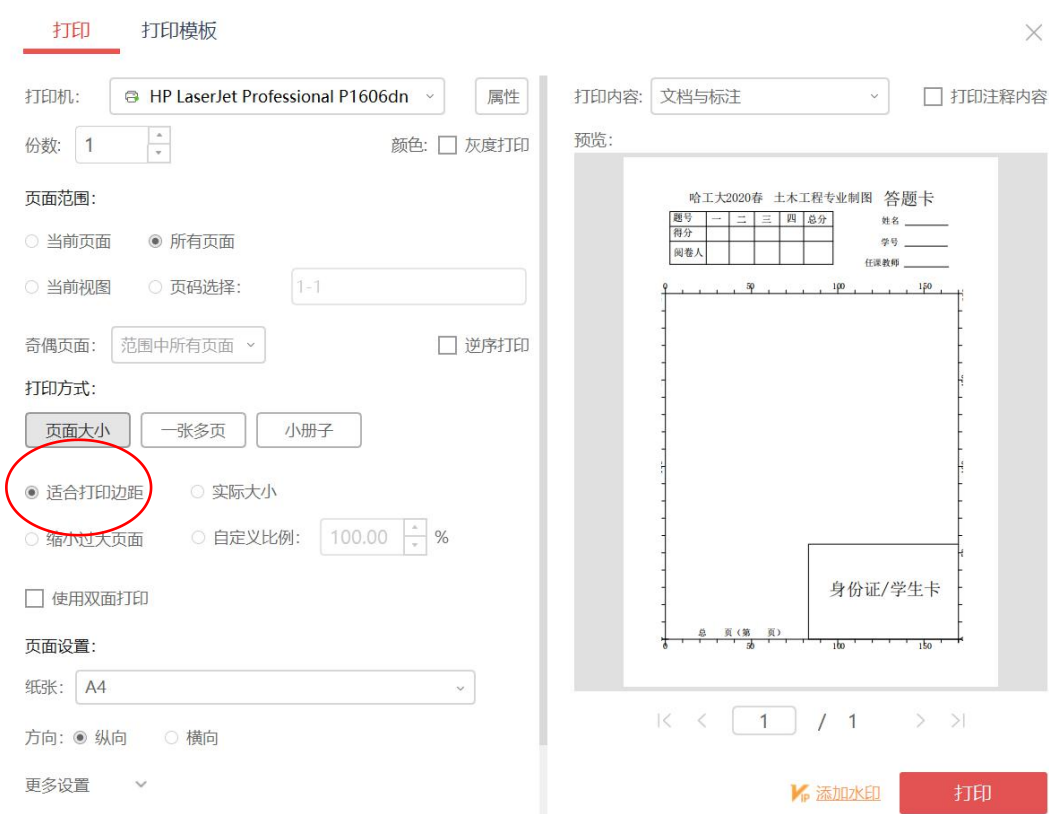 打印 打印模板
打印机: HP LaserJet Professional P1606dn 属性
份数: 1 颜色: 灰度打印
页面范围:
当前页面 所有页面
当前视图 页码选择: 1-1
奇偶页面: 范围中所有页面 逆序打印
打印方式:
页面大小 一张多页 小册子
适合打印边距 实际大小
缩小过大页面 自定义比例: 100.00 %
使用双面打印
页面设置:
纸张: A4
方向: 纵向 横向
更多设置
打印内容: 文档与标注 打印注释内容
预览:
哈工大2020春 土木工程专业制图 答题卡
题号 一 二 三 四 总分
得分
阅卷人
姓名
学号
任课教师
0 50 100 150
身份证/学生卡
总 页(第 页)
0 50 100 150
1 / 1
VIP 添加水印 打印